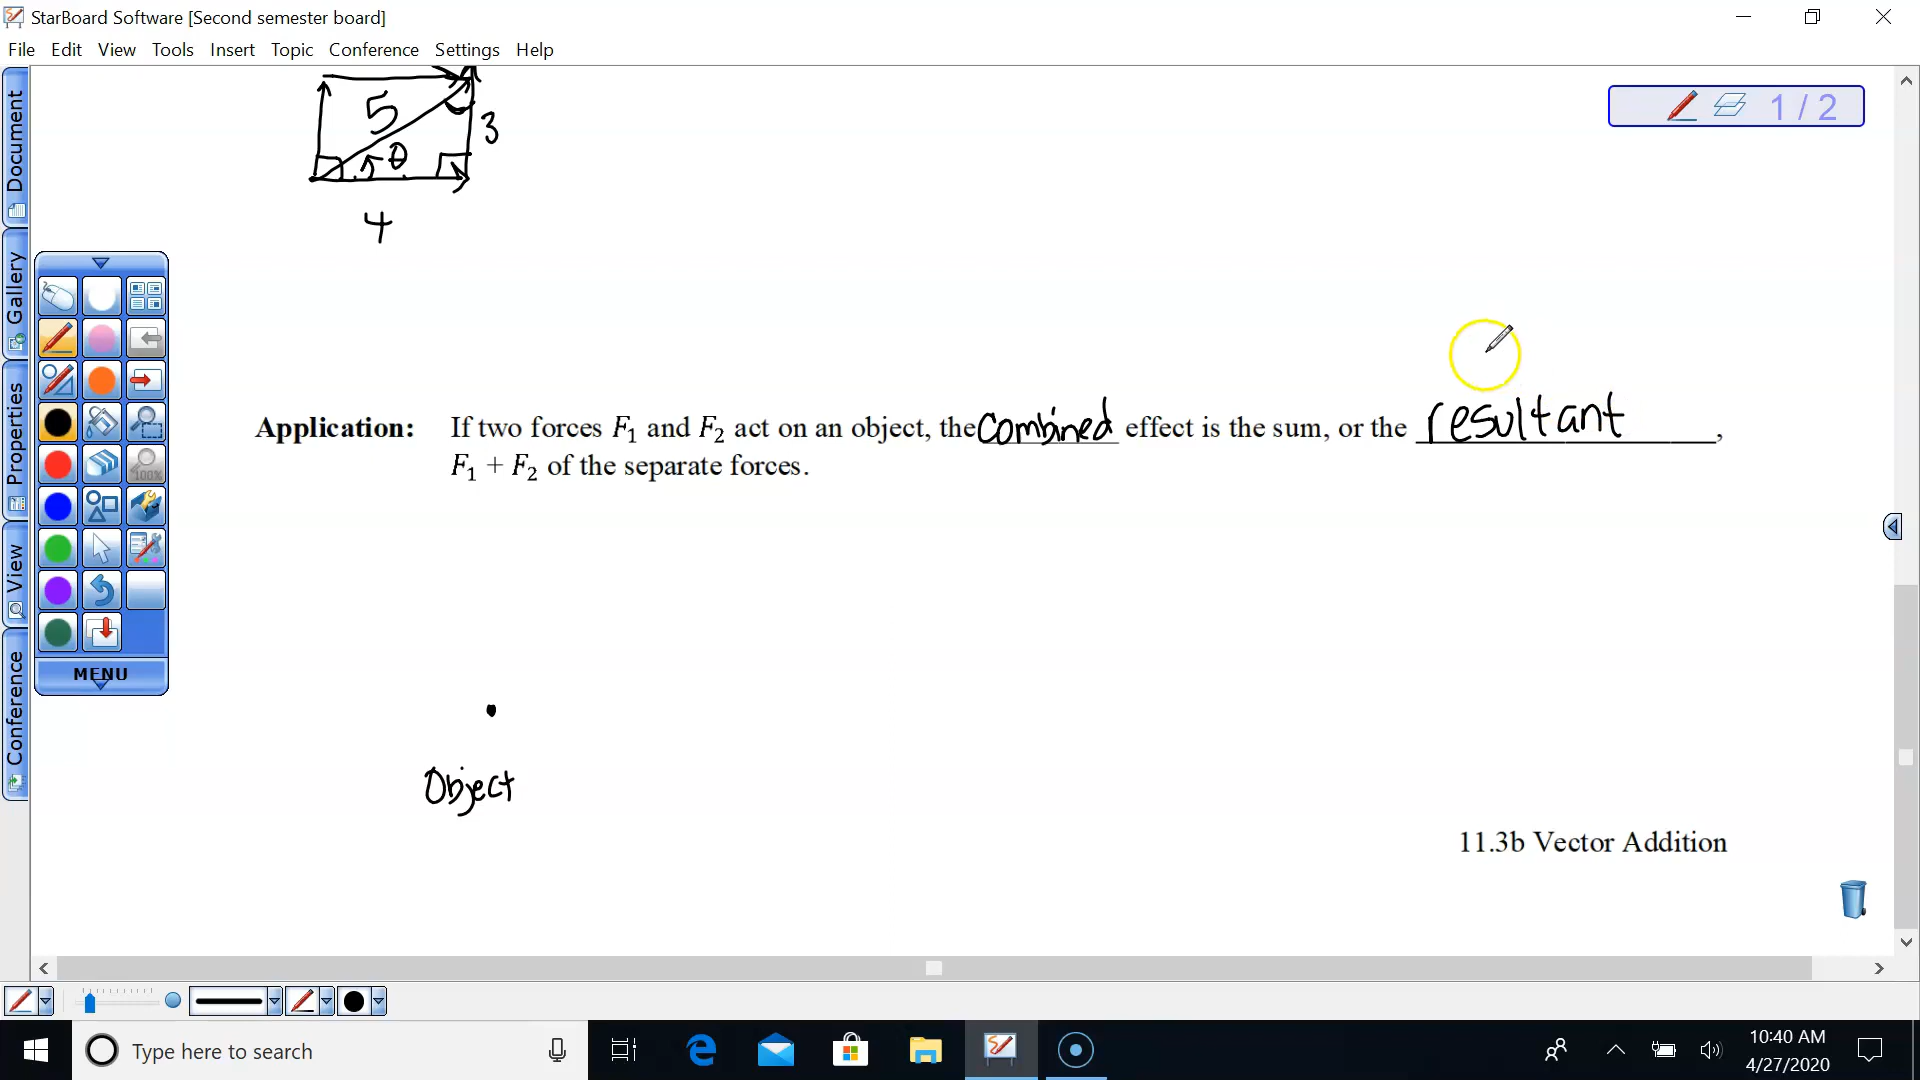 StarBoard Software [Second semester board]
File Edit View Tools Insert Topic Conference Settings Help
Document
Gallery
Properties
View
Conference
1 / 2
5
3
θ
4
100%
MENU
Application: If two forces F₁ and F₂ act on an object, the combined effect is the sum, or the resultant,
F₁ + F₂ of the separate forces.
Object
11.3b Vector Addition
Type here to search
10:40 AM
4/27/2020